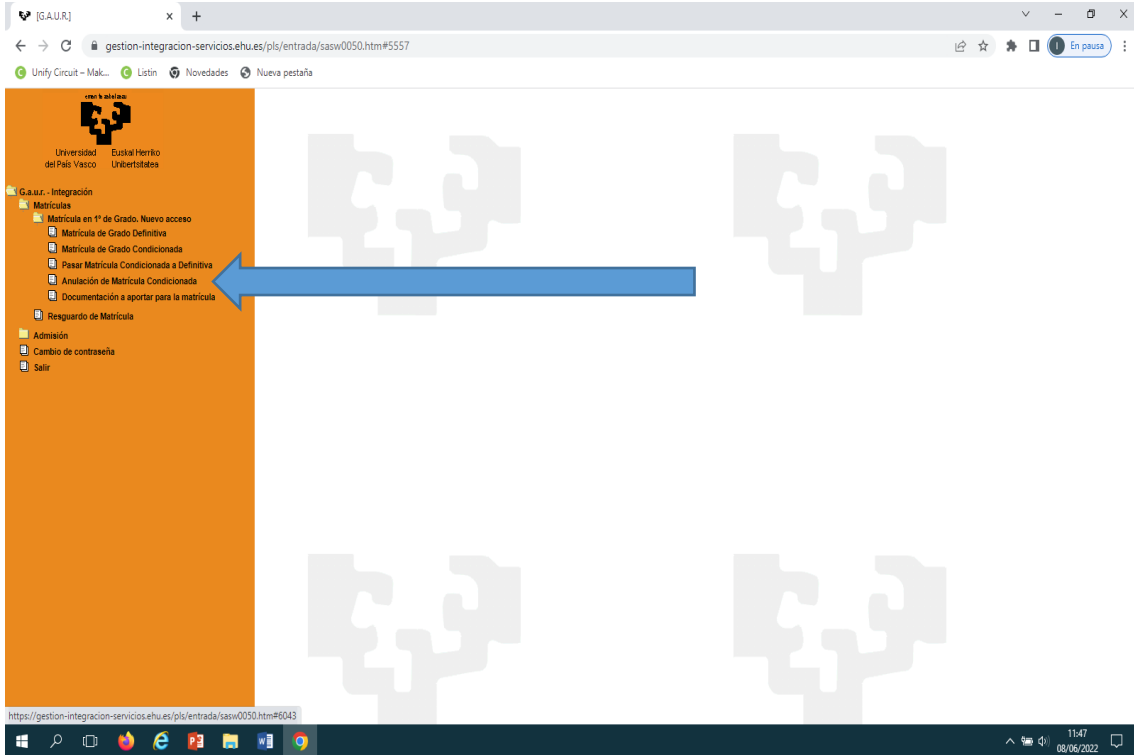 [G.A.U.R.]
gestion-integracion-servicios.ehu.es/pls/entrada/sasw0050.htm#5557
I
En pausa
Unify Circuit – Mak...
Listin
Novedades
Nueva pestaña
Universidad Euskal Herriko
del País Vasco Unibertsitatea
G.a.u.r. - Integración
Matrículas
Matrícula en 1º de Grado. Nuevo acceso
Matrícula de Grado Definitiva
Matrícula de Grado Condicionada
Pasar Matrícula Condicionada a Definitiva
Anulación de Matrícula Condicionada
Documentación a aportar para la matrícula
Resguardo de Matrícula
Admisión
Cambio de contraseña
Salir
https://gestion-integracion-servicios.ehu.es/pls/entrada/sasw0050.htm#6043
11:47
08/06/2022